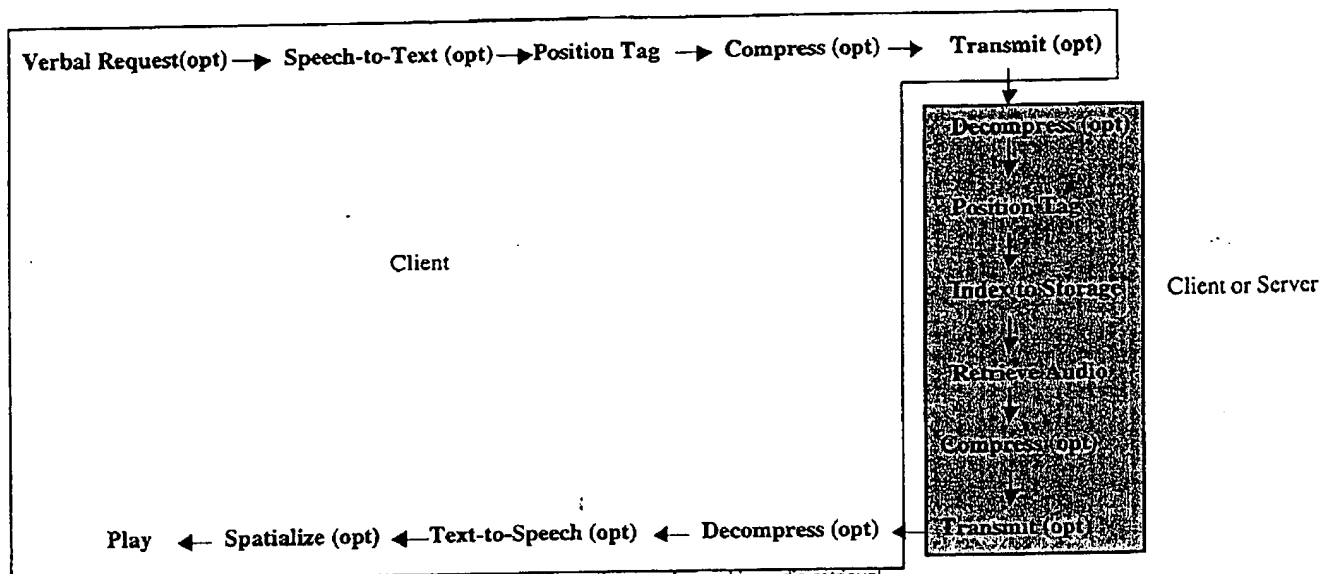 Verbal Request(opt) Speech-to-Text (opt) Position Tag Compress (opt) Transmit (opt)
Decompress (opt)
Position Tag
Index to Storage
Retrieve Audio
Compress (opt)
Transmit (opt)
Client
Client or Server
Play Spatialize (opt) Text-to-Speech (opt) Decompress (opt)